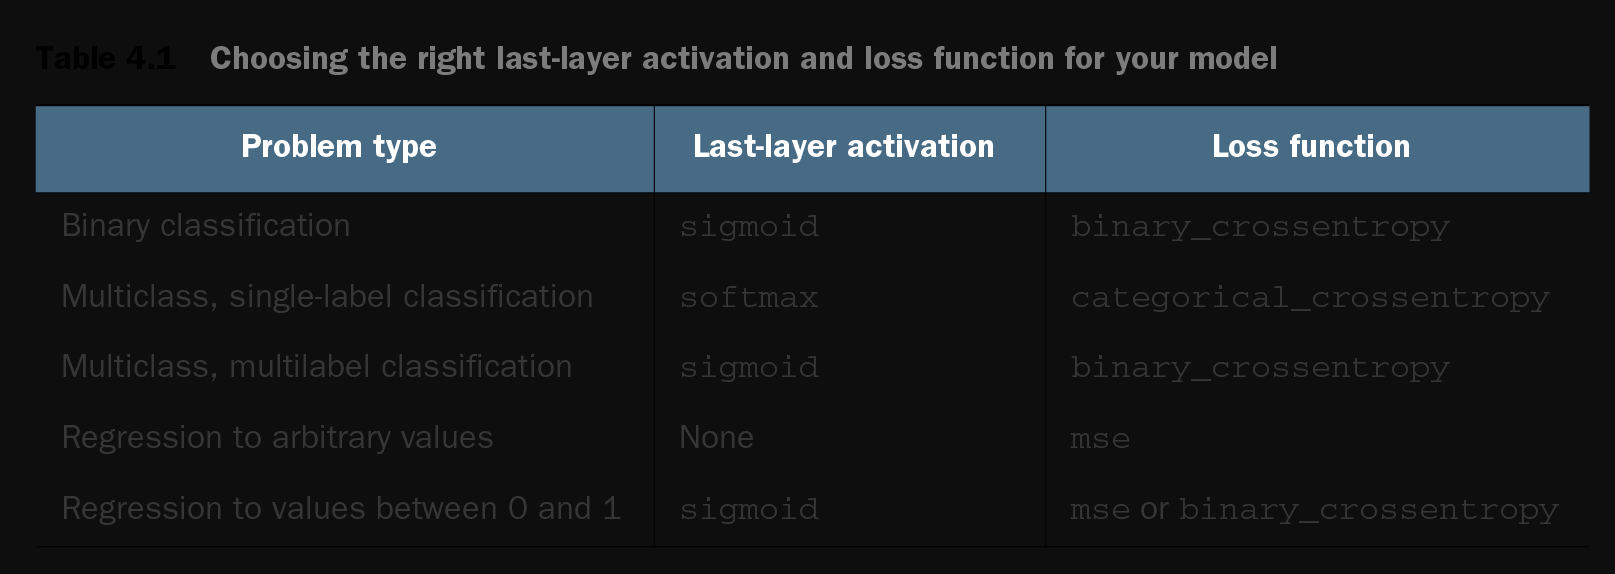 Table 4.1 Choosing the right last-layer activation and loss function for your model
Problem type Last-layer activation Loss function
Binary classification sigmoid binary_crossentropy
Multiclass, single-label classification softmax categorical_crossentropy
Multiclass, multilabel classification sigmoid binary_crossentropy
Regression to arbitrary values None mse
Regression to values between 0 and 1 sigmoid mse or binary_crossentropy